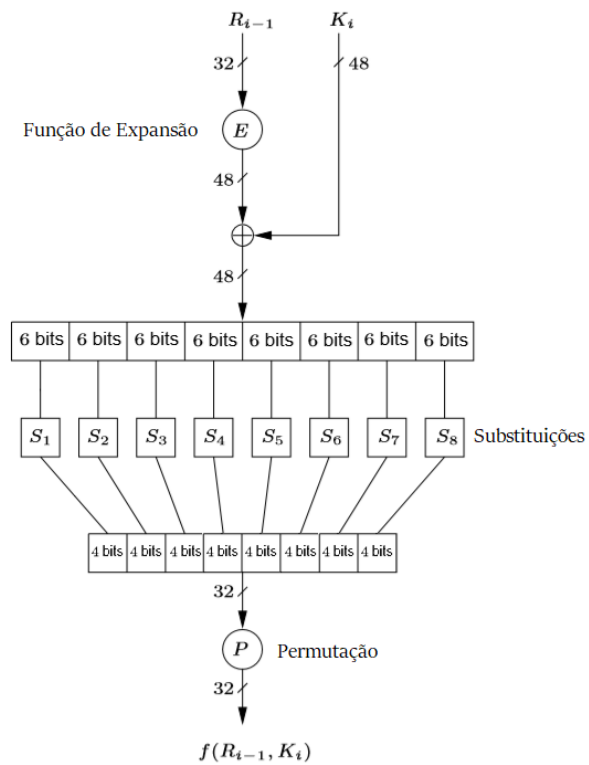 R_{i−1} K_i
32 48
Função de Expansão E
48
48
6 bits 6 bits 6 bits 6 bits 6 bits 6 bits 6 bits 6 bits
S_1 S_2 S_3 S_4 S_5 S_6 S_7 S_8 Substituições
4 bits 4 bits 4 bits 4 bits 4 bits 4 bits 4 bits 4 bits
32
P Permutação
32
f(R_{i−1}, K_i)